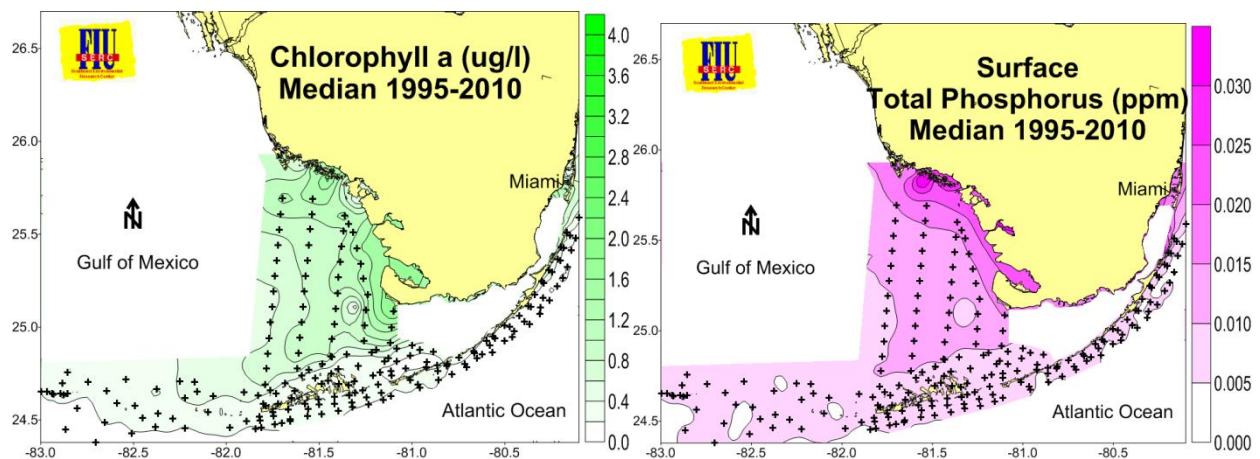 FIU
SERC
Chlorophyll a (ug/l)
Median 1995-2010
Miami
N
Gulf of Mexico
Atlantic Ocean
26.5
26.0
25.5
25.0
24.5
-83.0
-82.5
-82.0
-81.5
-81.0
-80.5
4.0
3.6
3.2
2.8
2.4
2.0
1.6
1.2
0.8
0.4
0.0
FIU
SERC
Surface
Total Phosphorus (ppm)
Median 1995-2010
Miami
N
Gulf of Mexico
Atlantic Ocean
26.5
26.0
25.5
25.0
24.5
-83.0
-82.5
-82.0
-81.5
-81.0
-80.5
0.030
0.025
0.020
0.015
0.010
0.005
0.000